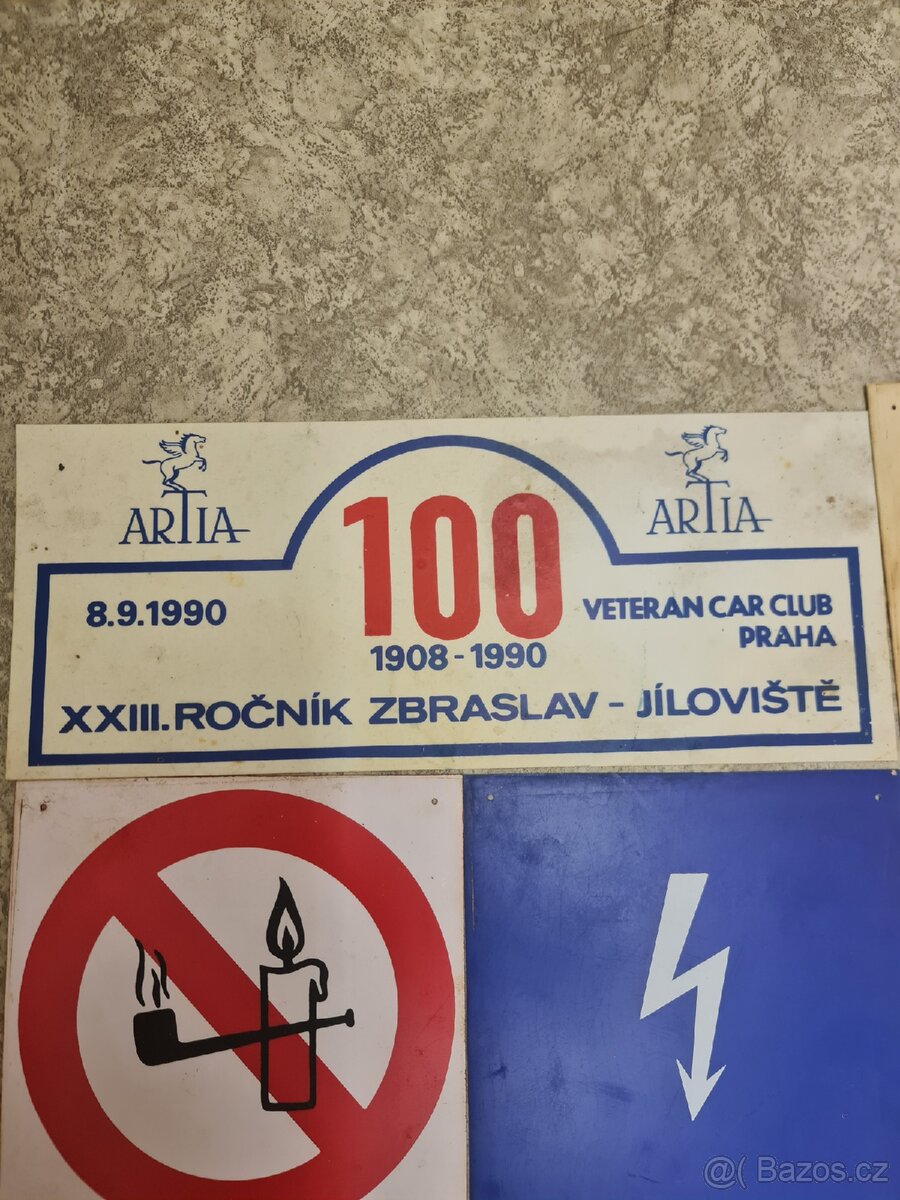 ARTIA
ARTIA
100
8.9.1990
VETERAN CAR CLUB
PRAHA
1908 - 1990
XXIII. ROČNÍK ZBRASLAV - JÍLOVIŠTĚ
@( Bazos.cz